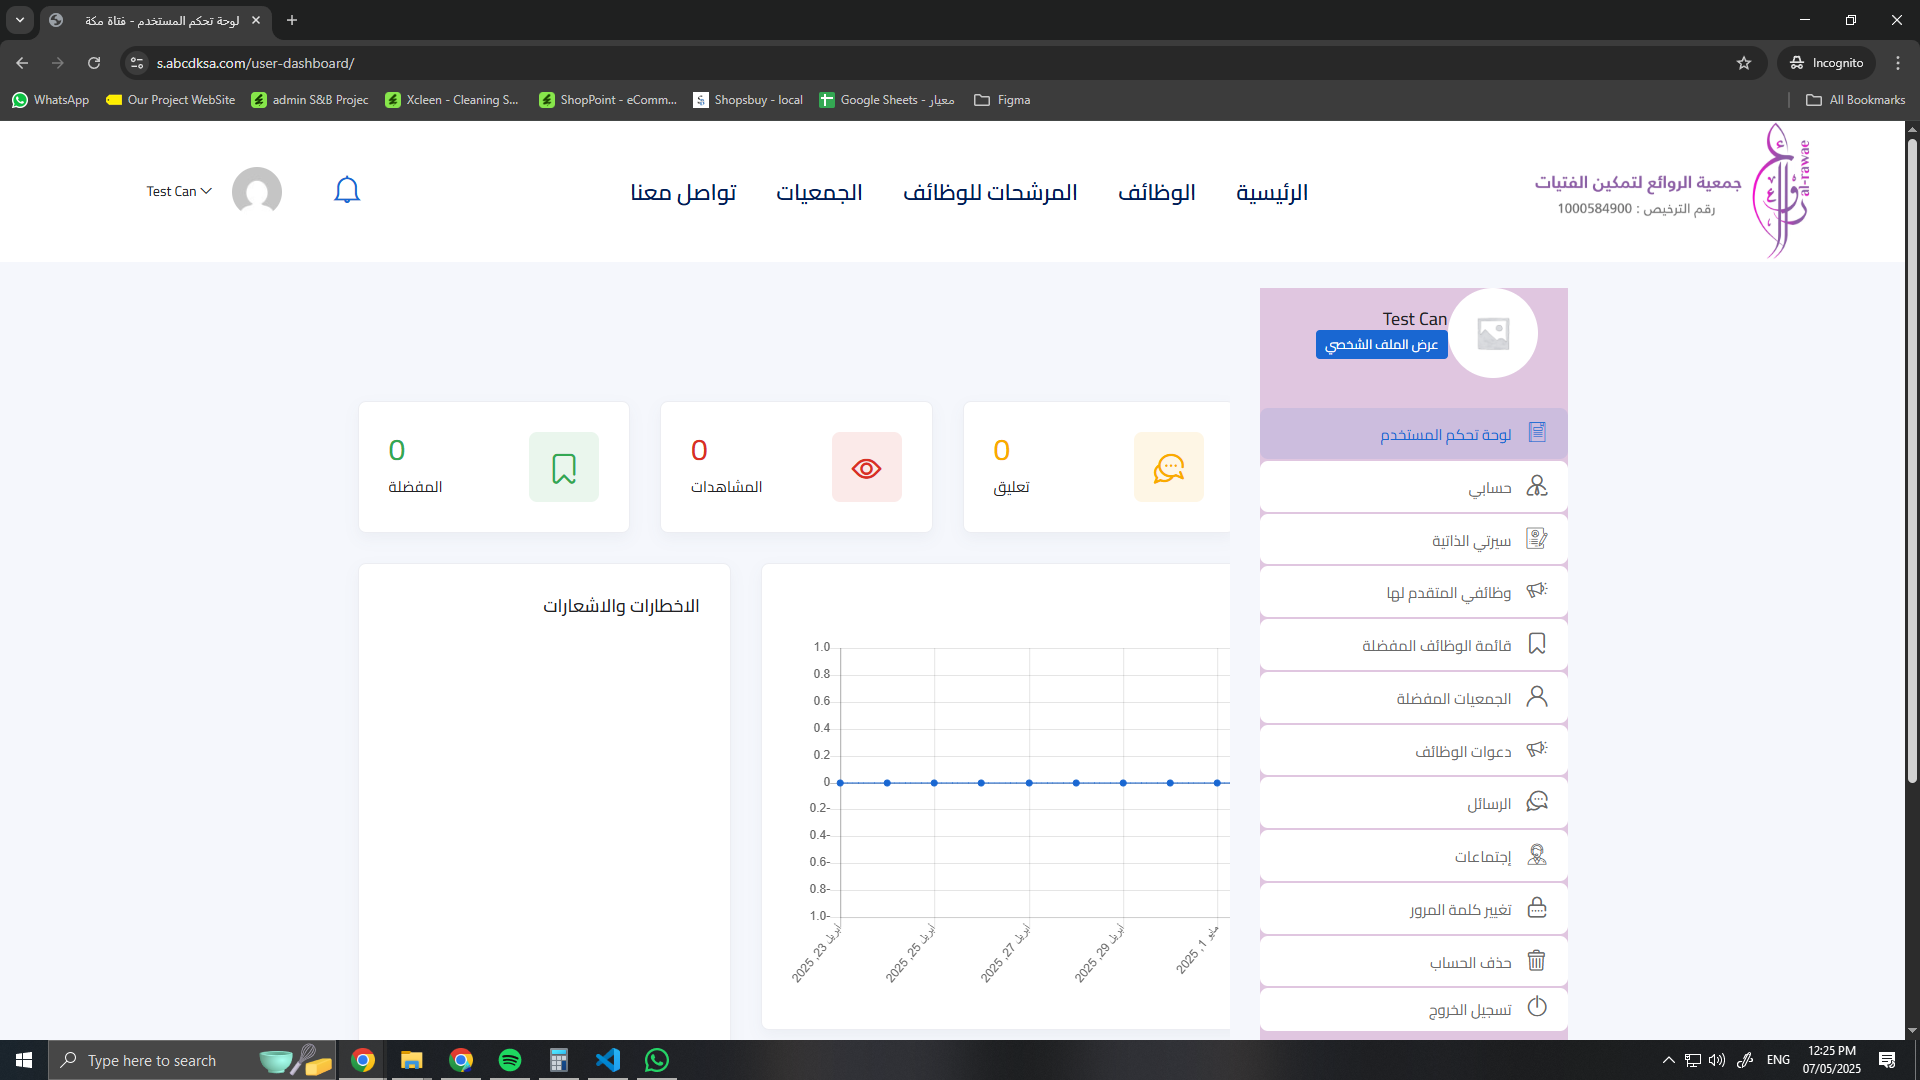 لوحة تحكم المستخدم - فتاة مكة
s.abcdksa.com/user-dashboard/
Incognito
WhatsApp
Our Project WebSite
admin S&B Projec
Xcleen - Cleaning S...
ShopPoint - eComm...
Shopsbuy - local
Google Sheets - معيار
Figma
All Bookmarks
جمعية الروائع لتمكين الفتيات
رقم الترخيص : 1000584900
al-rawae
الرئيسية
الوظائف
المرشحات للوظائف
الجمعيات
تواصل معنا
Test Can
Test Can
عرض الملف الشخصي
لوحة تحكم المستخدم
حسابي
سيرتي الذاتية
وظائفي المتقدم لها
قائمة الوظائف المفضلة
الجمعيات المفضلة
دعوات الوظائف
الرسائل
إجتماعات
تغيير كلمة المرور
حذف الحساب
تسجيل الخروج
0
تعليق
0
المشاهدات
0
المفضلة
1.0
0.8
0.6
0.4
0.2
0
0.2-
0.4-
0.6-
0.8-
1.0-
أبريل 23, 2025
أبريل 25, 2025
أبريل 27, 2025
أبريل 29, 2025
مايو 1, 2025
الاخطارات والاشعارات
Type here to search
ENG
12:25 PM
07/05/2025